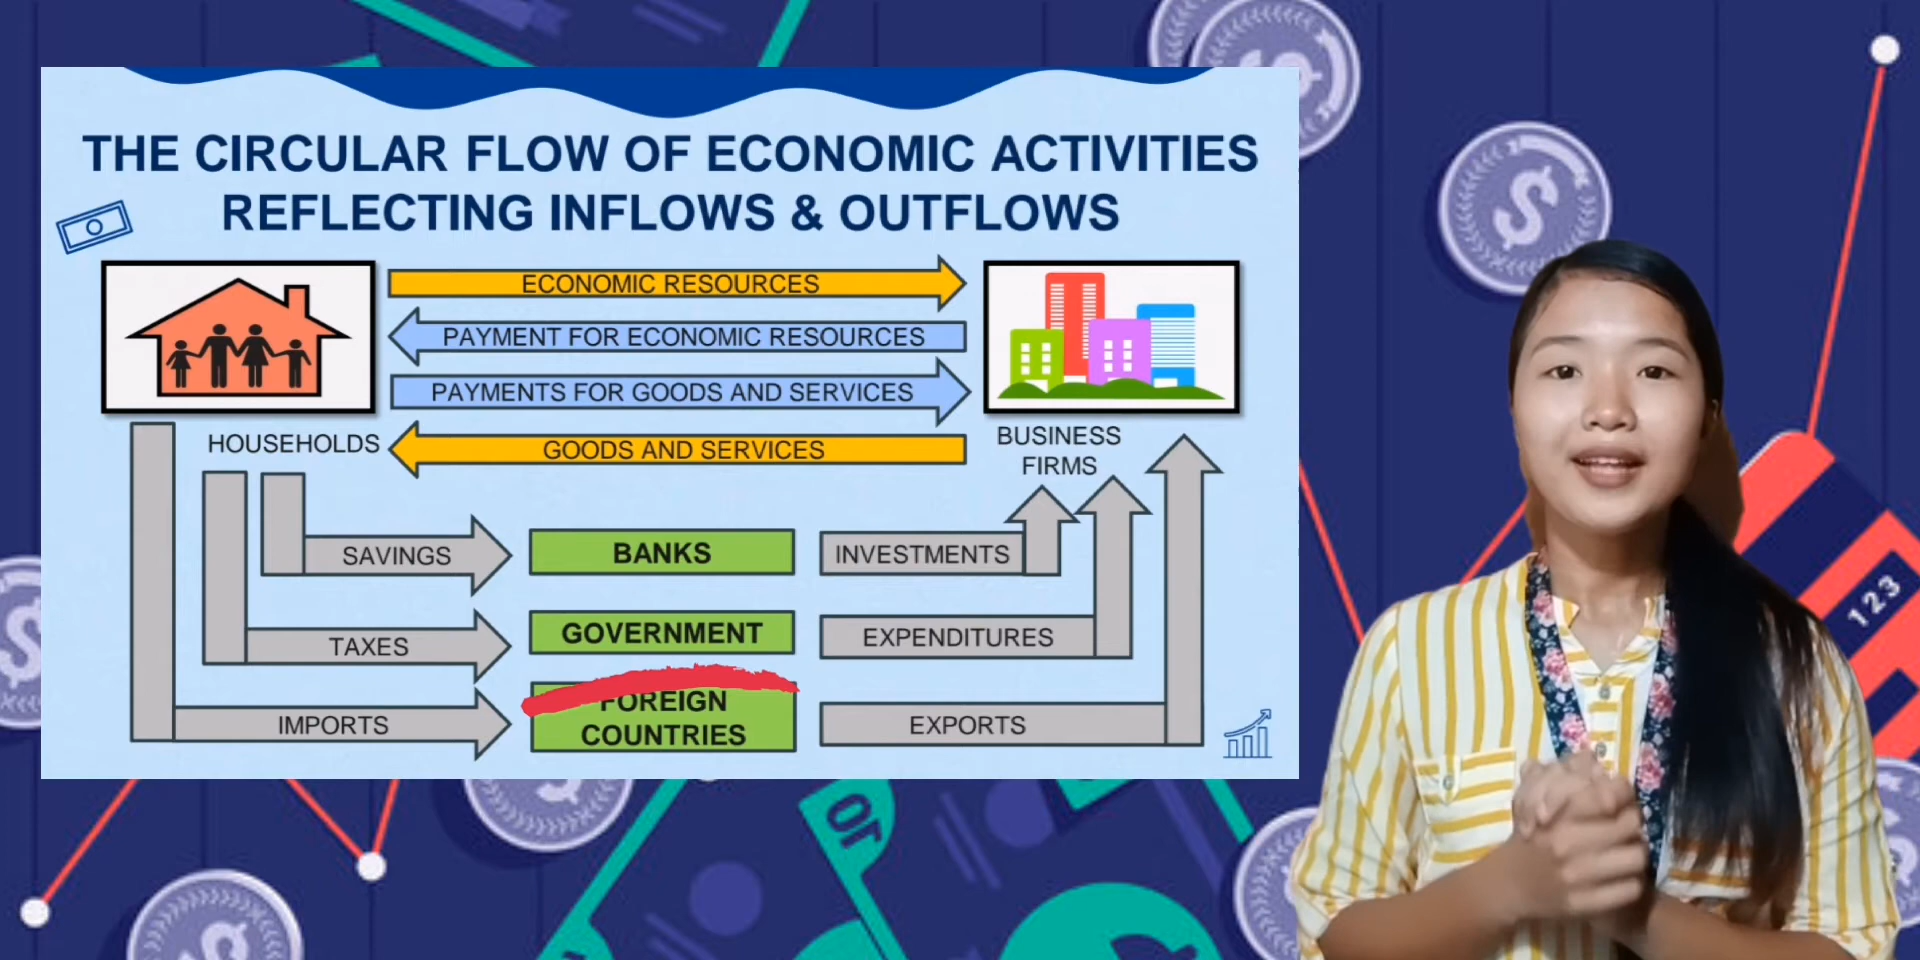 THE CIRCULAR FLOW OF ECONOMIC ACTIVITIES
REFLECTING INFLOWS & OUTFLOWS
ECONOMIC RESOURCES
PAYMENT FOR ECONOMIC RESOURCES
PAYMENTS FOR GOODS AND SERVICES
GOODS AND SERVICES
HOUSEHOLDS
BUSINESS
FIRMS
SAVINGS
BANKS
INVESTMENTS
TAXES
GOVERNMENT
EXPENDITURES
IMPORTS
FOREIGN
COUNTRIES
EXPORTS
123